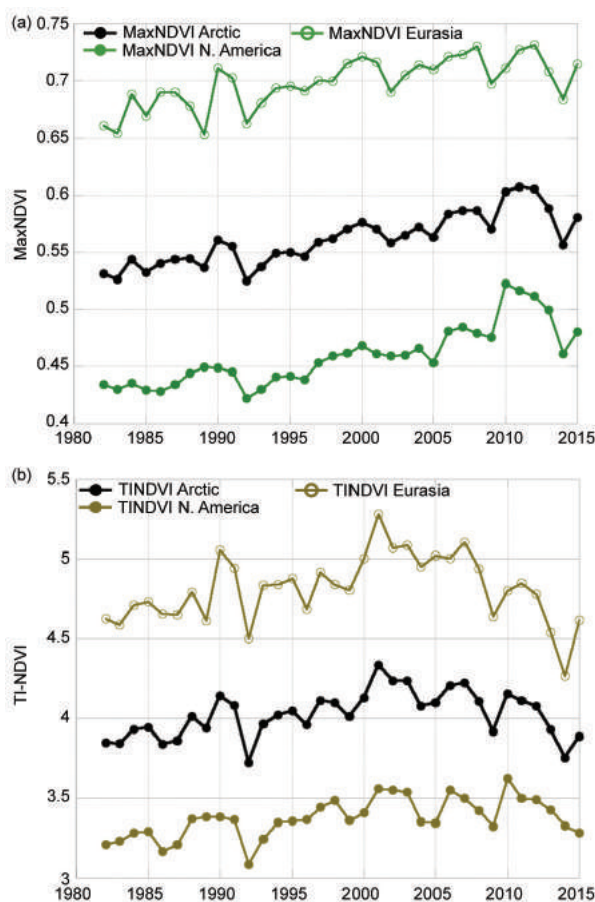 (a)
MaxNDVI Arctic
MaxNDVI Eurasia
MaxNDVI N. America
0.75
0.7
0.65
0.6
0.55
0.5
0.45
0.4
MaxNDVI
1980 1985 1990 1995 2000 2005 2010 2015
(b)
TINDVI Arctic
TINDVI Eurasia
TINDVI N. America
5.5
5
4.5
4
3.5
3
TI-NDVI
1980 1985 1990 1995 2000 2005 2010 2015